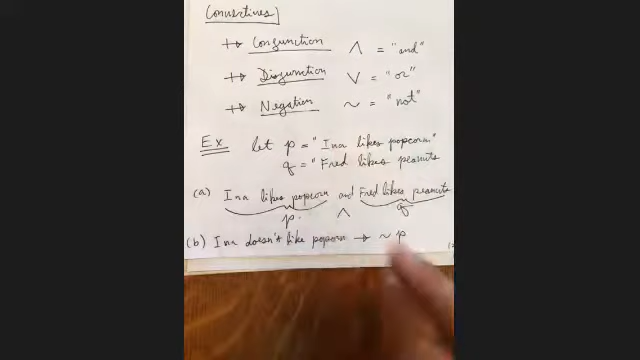 Connectives
Conjunction ∧ = "and"
Disjunction ∨ = "or"
Negation ~ = "not"
Ex let p = "Ina likes popcorn"
q = "Fred likes peanuts
(a) Ina likes popcorn and Fred likes peanuts
p. ∧ q
(b) Ina doesn't like poporn → ~ p